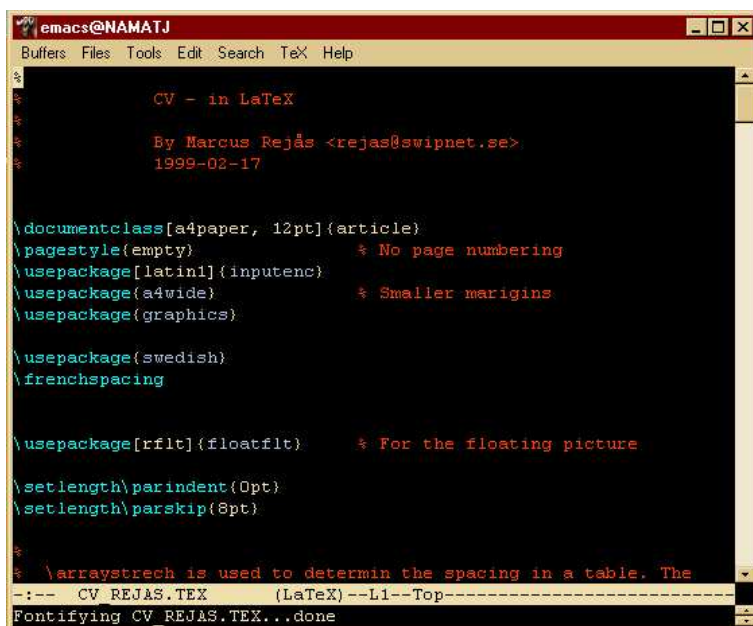 emacs@NAMATJ
Buffers Files Tools Edit Search TeX Help
%
% CV - in LaTeX
%
% By Marcus Rejås <rejas@swipnet.se>
% 1999-02-17
\documentclass[a4paper, 12pt]{article}
\pagestyle{empty} % No page numbering
\usepackage[latin1]{inputenc}
\usepackage{a4wide} % Smaller marigins
\usepackage{graphics}
\usepackage{swedish}
\frenchspacing
\usepackage[rflt]{floatflt} % For the floating picture
\setlength\parindent{0pt}
\setlength\parskip{8pt}
%
% \arraystrech is used to determin the spacing in a table. The
-:-- CV_REJAS.TEX (LaTeX)--L1--Top----------------------------
Fontifying CV_REJAS.TEX...done